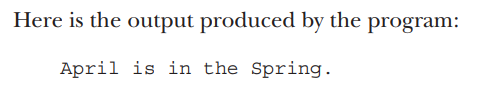 Here is the output produced by the program:
April is in the Spring.